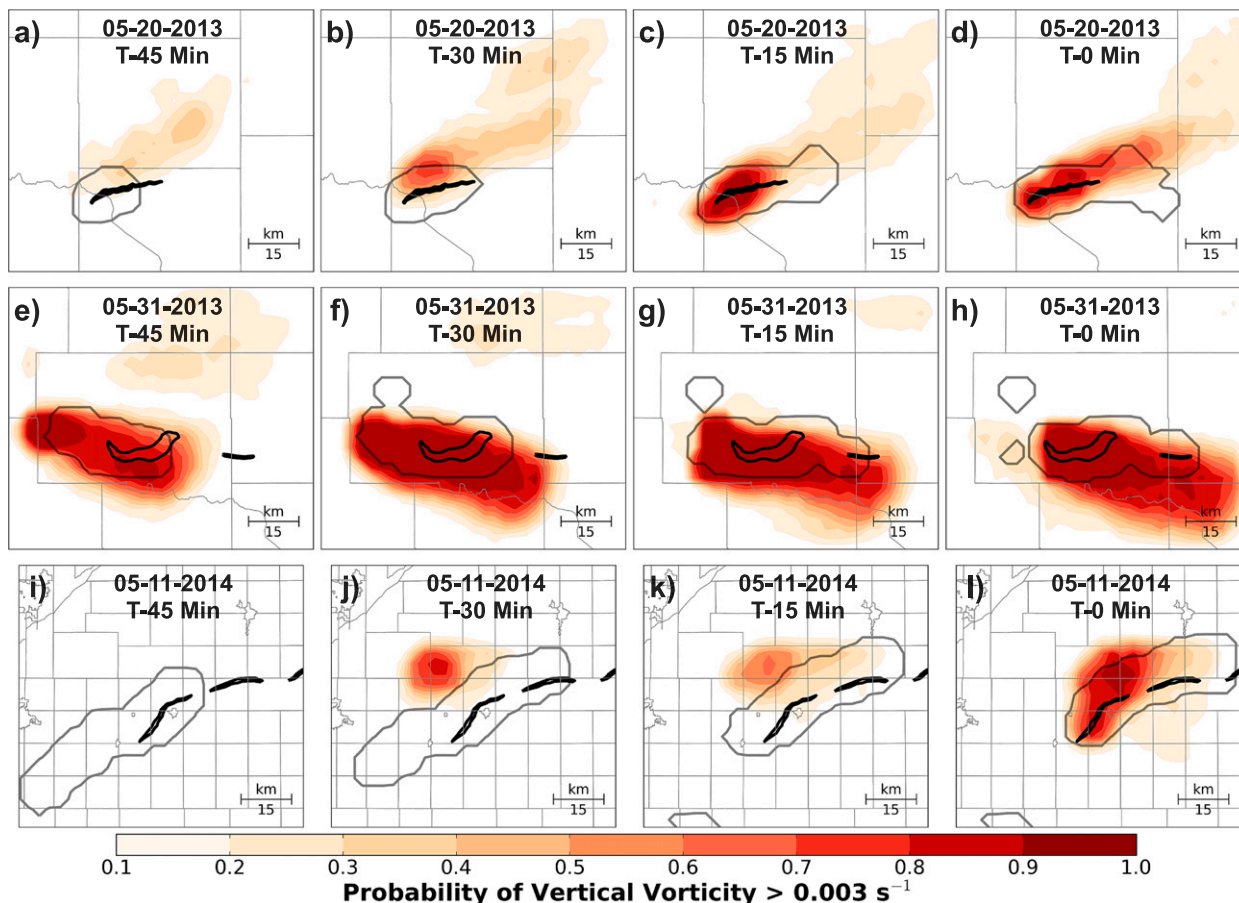 a) 05-20-2013
T-45 Min
km
15
b) 05-20-2013
T-30 Min
km
15
c) 05-20-2013
T-15 Min
km
15
d) 05-20-2013
T-0 Min
km
15
e) 05-31-2013
T-45 Min
km
15
f) 05-31-2013
T-30 Min
km
15
g) 05-31-2013
T-15 Min
km
15
h) 05-31-2013
T-0 Min
km
15
i) 05-11-2014
T-45 Min
km
15
j) 05-11-2014
T-30 Min
km
15
k) 05-11-2014
T-15 Min
km
15
l) 05-11-2014
T-0 Min
km
15
0.1 0.2 0.3 0.4 0.5 0.6 0.7 0.8 0.9 1.0
Probability of Vertical Vorticity > 0.003 s⁻¹